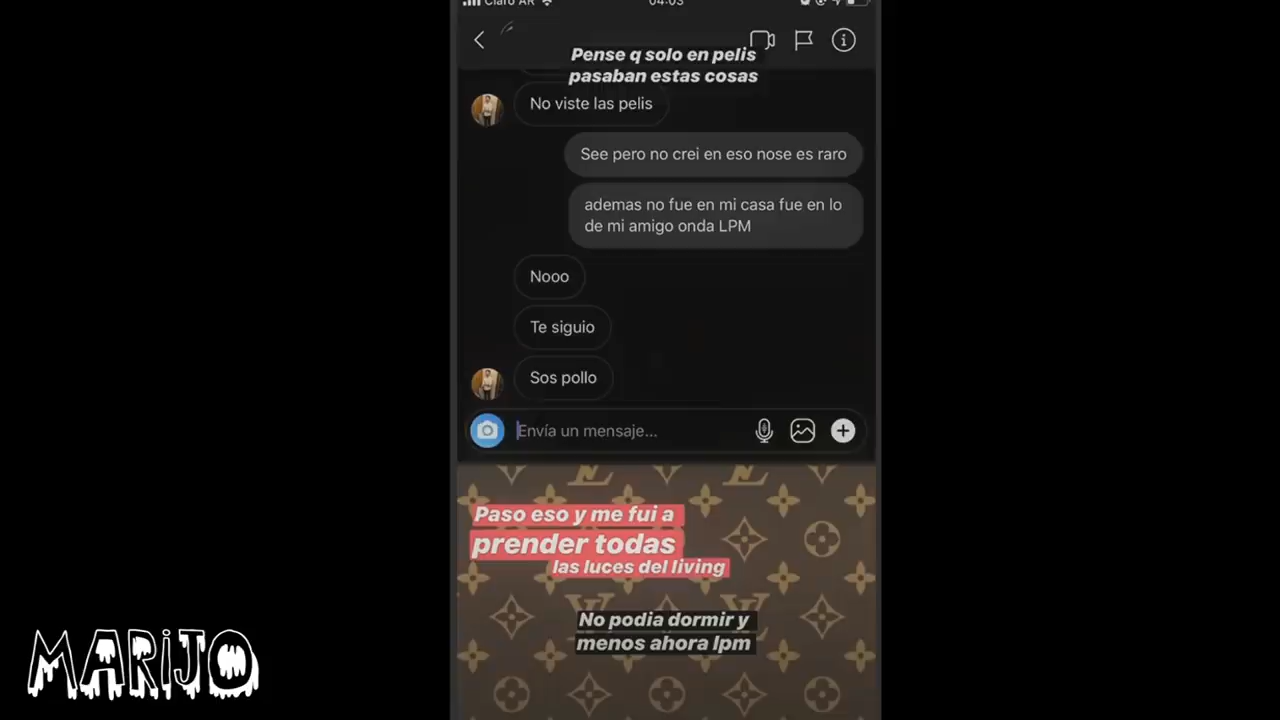 Claro AR
04:03
Pense q solo en pelis
pasaban estas cosas
No viste las pelis
See pero no crei en eso nose es raro
ademas no fue en mi casa fue en lo
de mi amigo onda LPM
Nooo
Te siguio
Sos pollo
Envía un mensaje...
Paso eso y me fui a
prender todas
las luces del living
No podia dormir y
menos ahora lpm
MARiJO